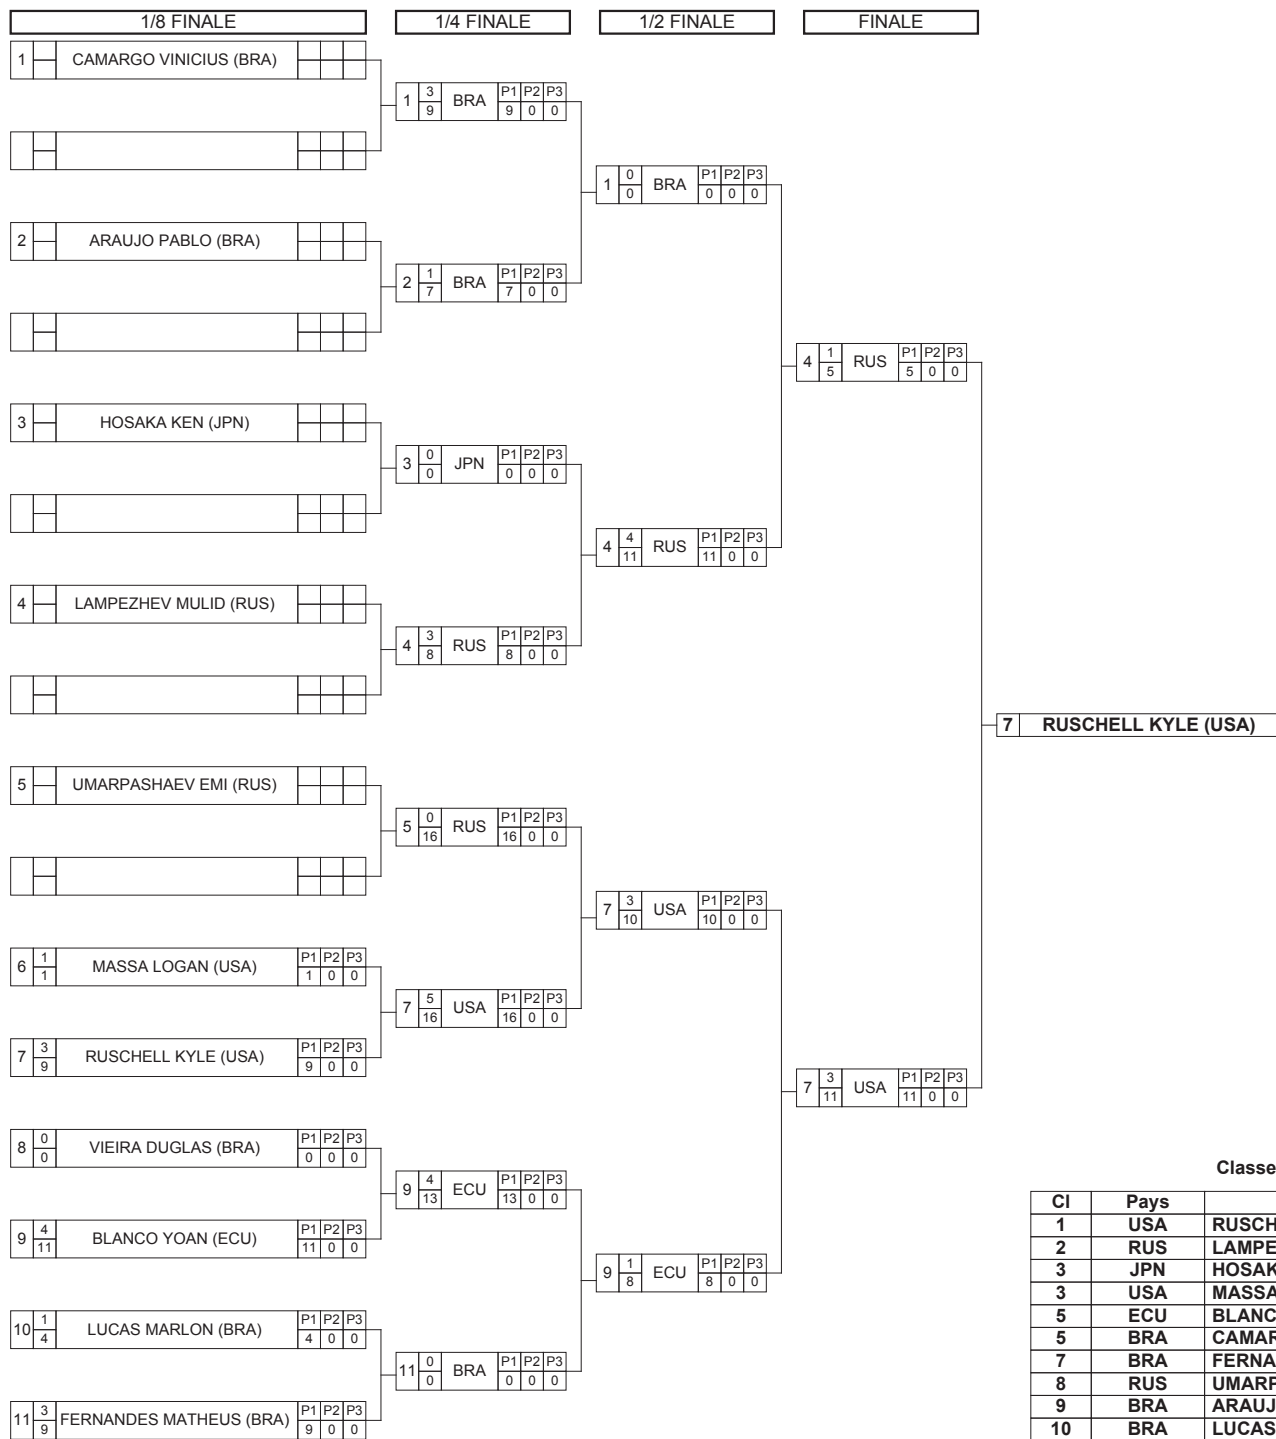 1/8 FINALE 1/4 FINALE 1/2 FINALE FINALE
1 CAMARGO VINICIUS (BRA)
1 3 9 BRA P1 P2 P3 9 0 0
1 0 0 BRA P1 P2 P3 0 0 0
2 ARAUJO PABLO (BRA)
2 1 7 BRA P1 P2 P3 7 0 0
4 1 5 RUS P1 P2 P3 5 0 0
3 HOSAKA KEN (JPN)
3 0 0 JPN P1 P2 P3 0 0 0
4 4 11 RUS P1 P2 P3 11 0 0
4 LAMPEZHEV MULID (RUS)
4 3 8 RUS P1 P2 P3 8 0 0
7 RUSCHELL KYLE (USA)
5 UMARPASHAEV EMI (RUS)
5 0 16 RUS P1 P2 P3 16 0 0
7 3 10 USA P1 P2 P3 10 0 0
6 1 1 MASSA LOGAN (USA) P1 P2 P3 1 0 0
7 5 16 USA P1 P2 P3 16 0 0
7 3 9 RUSCHELL KYLE (USA) P1 P2 P3 9 0 0
7 3 11 USA P1 P2 P3 11 0 0
8 0 0 VIEIRA DUGLAS (BRA) P1 P2 P3 0 0 0
9 4 13 ECU P1 P2 P3 13 0 0
9 4 11 BLANCO YOAN (ECU) P1 P2 P3 11 0 0
9 1 8 ECU P1 P2 P3 8 0 0
10 1 4 LUCAS MARLON (BRA) P1 P2 P3 4 0 0
11 0 0 BRA P1 P2 P3 0 0 0
11 3 9 FERNANDES MATHEUS (BRA) P1 P2 P3 9 0 0
Classe
Cl Pays
1 USA RUSCH
2 RUS LAMPE
3 JPN HOSAK
3 USA MASSA
5 ECU BLANC
5 BRA CAMAR
7 BRA FERNA
8 RUS UMARP
9 BRA ARAUJ
10 BRA LUCAS